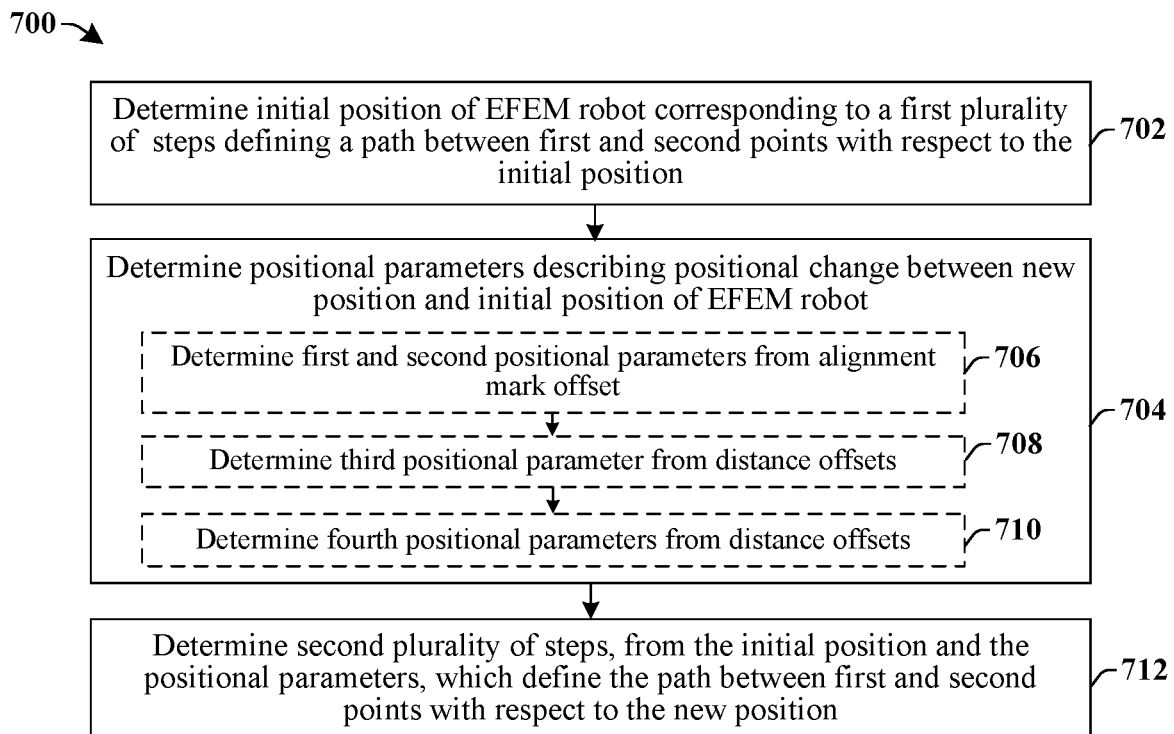 700
Determine initial position of EFEM robot corresponding to a first plurality
of steps defining a path between first and second points with respect to the
initial position
702
Determine positional parameters describing positional change between new
position and initial position of EFEM robot
Determine first and second positional parameters from alignment
mark offset
706
704
Determine third positional parameter from distance offsets
708
Determine fourth positional parameters from distance offsets
710
Determine second plurality of steps, from the initial position and the
positional parameters, which define the path between first and second
points with respect to the new position
712